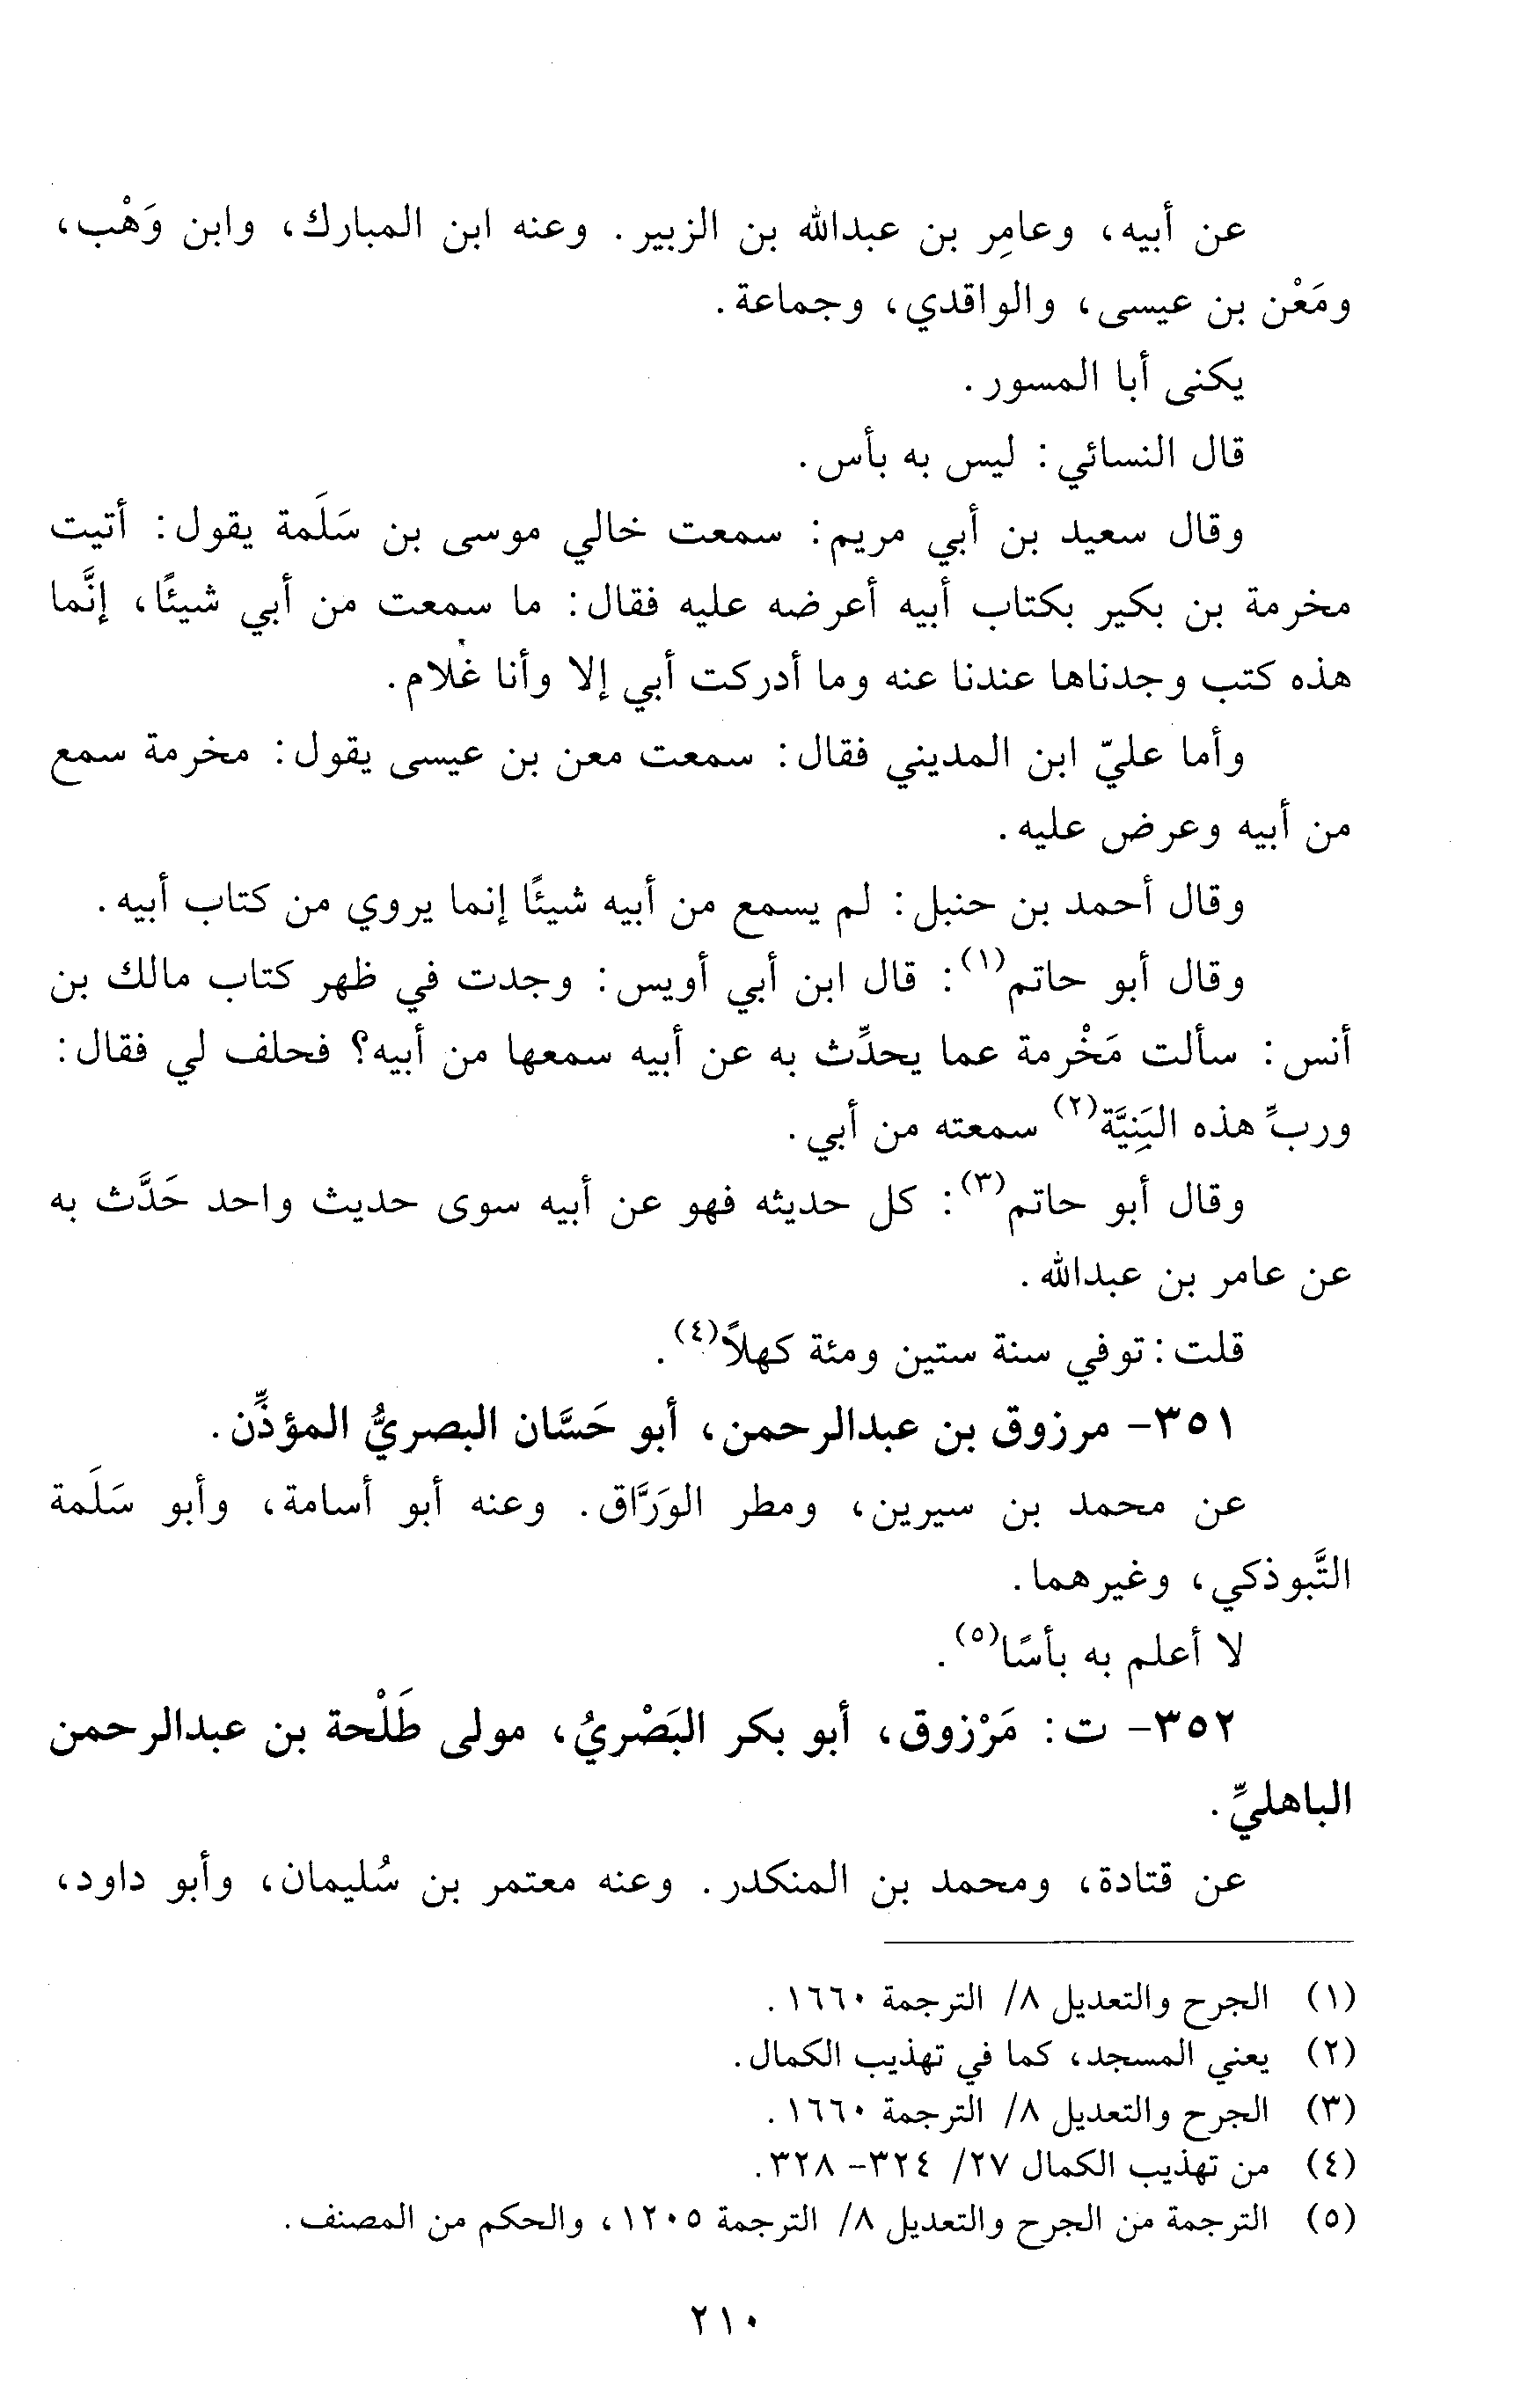 عن أبيه، وعامِر بن عبدالله بن الزبير. وعنه ابن المبارك، وابن وَهْب،
ومَعْن بن عيسى، والواقدي، وجماعة.
يكنى أبا المسور.
قال النسائي: ليس به بأس.
وقال سعيد بن أبي مريم: سمعت خالي موسى بن سَلَمة يقول: أتيت
مخرمة بن بكير بكتاب أبيه أعرضه عليه فقال: ما سمعت من أبي شيئًا، إنَّما
هذه كتب وجدناها عندنا عنه وما أدركت أبي إلا وأنا غلام.
وأما عليّ ابن المديني فقال: سمعت معن بن عيسى يقول: مخرمة سمع
من أبيه وعرض عليه.
وقال أحمد بن حنبل: لم يسمع من أبيه شيئًا إنما يروي من كتاب أبيه.
وقال أبو حاتم(١): قال ابن أبي أويس: وجدت في ظهر كتاب مالك بن
أنس: سألت مَخْرمة عما يحدِّث به عن أبيه سمعها من أبيه؟ فحلف لي فقال:
وربِّ هذه البَنِيَّة(٢) سمعته من أبي.
وقال أبو حاتم(٣): كل حديثه فهو عن أبيه سوى حديث واحد حَدَّث به
عن عامر بن عبدالله.
قلت: توفي سنة ستين ومئة كهلاً(٤).
٣٥١- مرزوق بن عبدالرحمن، أبو حَسَّان البصريُّ المؤذِّن.
عن محمد بن سيرين، ومطر الورَّاق. وعنه أبو أسامة، وأبو سَلَمة
التَّبوذكي، وغيرهما.
لا أعلم به بأسًا(٥).
٣٥٢- ت: مَرْزوق، أبو بكر البَصْريُ، مولى طَلْحة بن عبدالرحمن
الباهليِّ.
عن قتادة، ومحمد بن المنكدر. وعنه معتمر بن سُليمان، وأبو داود،
(١) الجرح والتعديل ٨/ الترجمة ١٦٦٠.
(٢) يعني المسجد، كما في تهذيب الكمال.
(٣) الجرح والتعديل ٨/ الترجمة ١٦٦٠.
(٤) من تهذيب الكمال ٢٧/ ٣٢٤- ٣٢٨.
(٥) الترجمة من الجرح والتعديل ٨/ الترجمة ١٢٠٥، والحكم من المصنف.
٢١٠